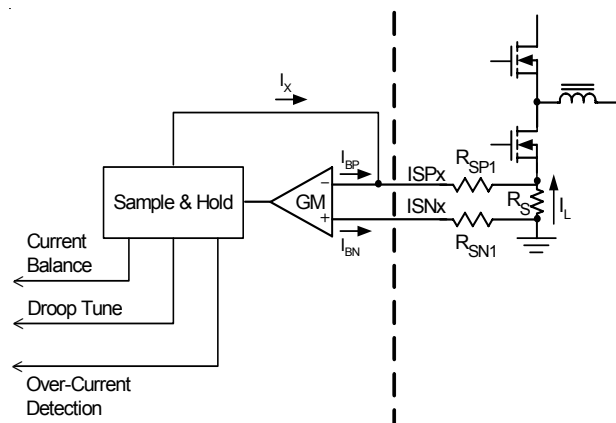 I_X
I_BP
ISPx
R_SP1
− GM +
Sample & Hold
R_S
I_L
ISNx
I_BN
R_SN1
Current
Balance
Droop Tune
Over-Current
Detection